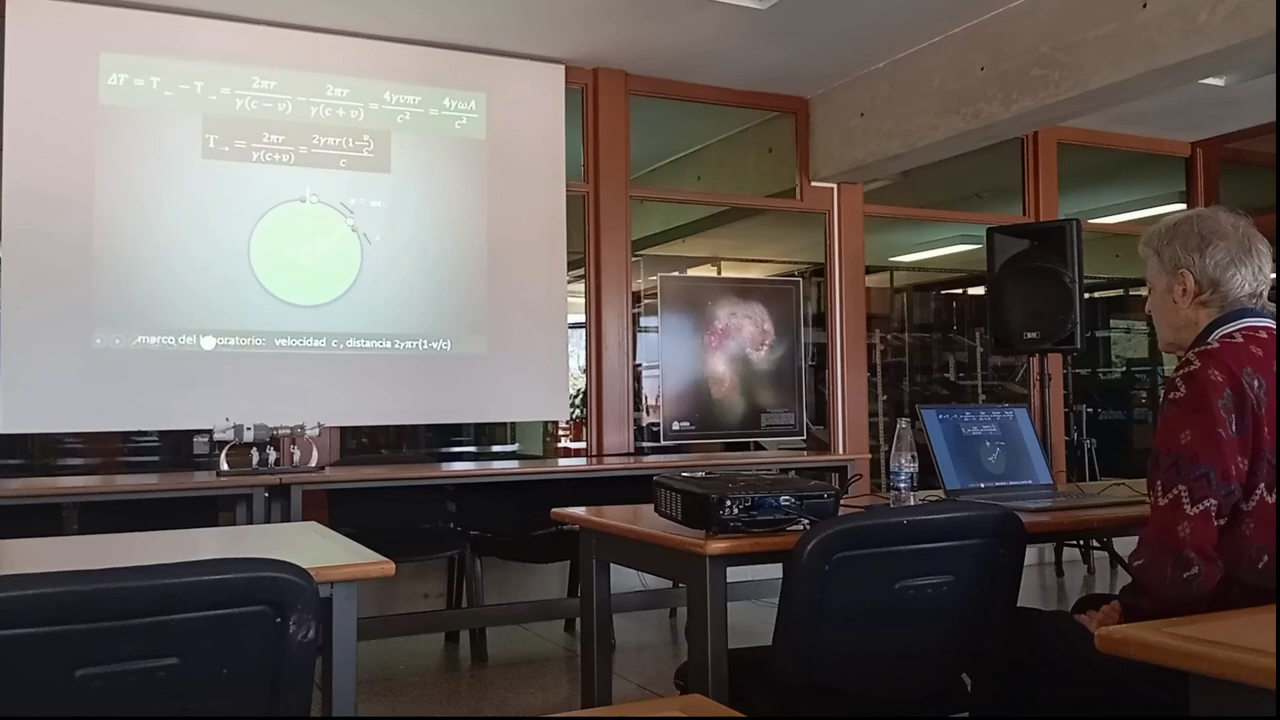 ΔT = T← − T→ = 2πr/γ(c − v) − 2πr/γ(c + v) = 4γvπr/c² = 4γωA/c²
T→ = 2πr/γ(c+v) = 2γπr(1−v/c)/c
marco del laboratorio: velocidad c , distancia 2γπr(1-v/c)